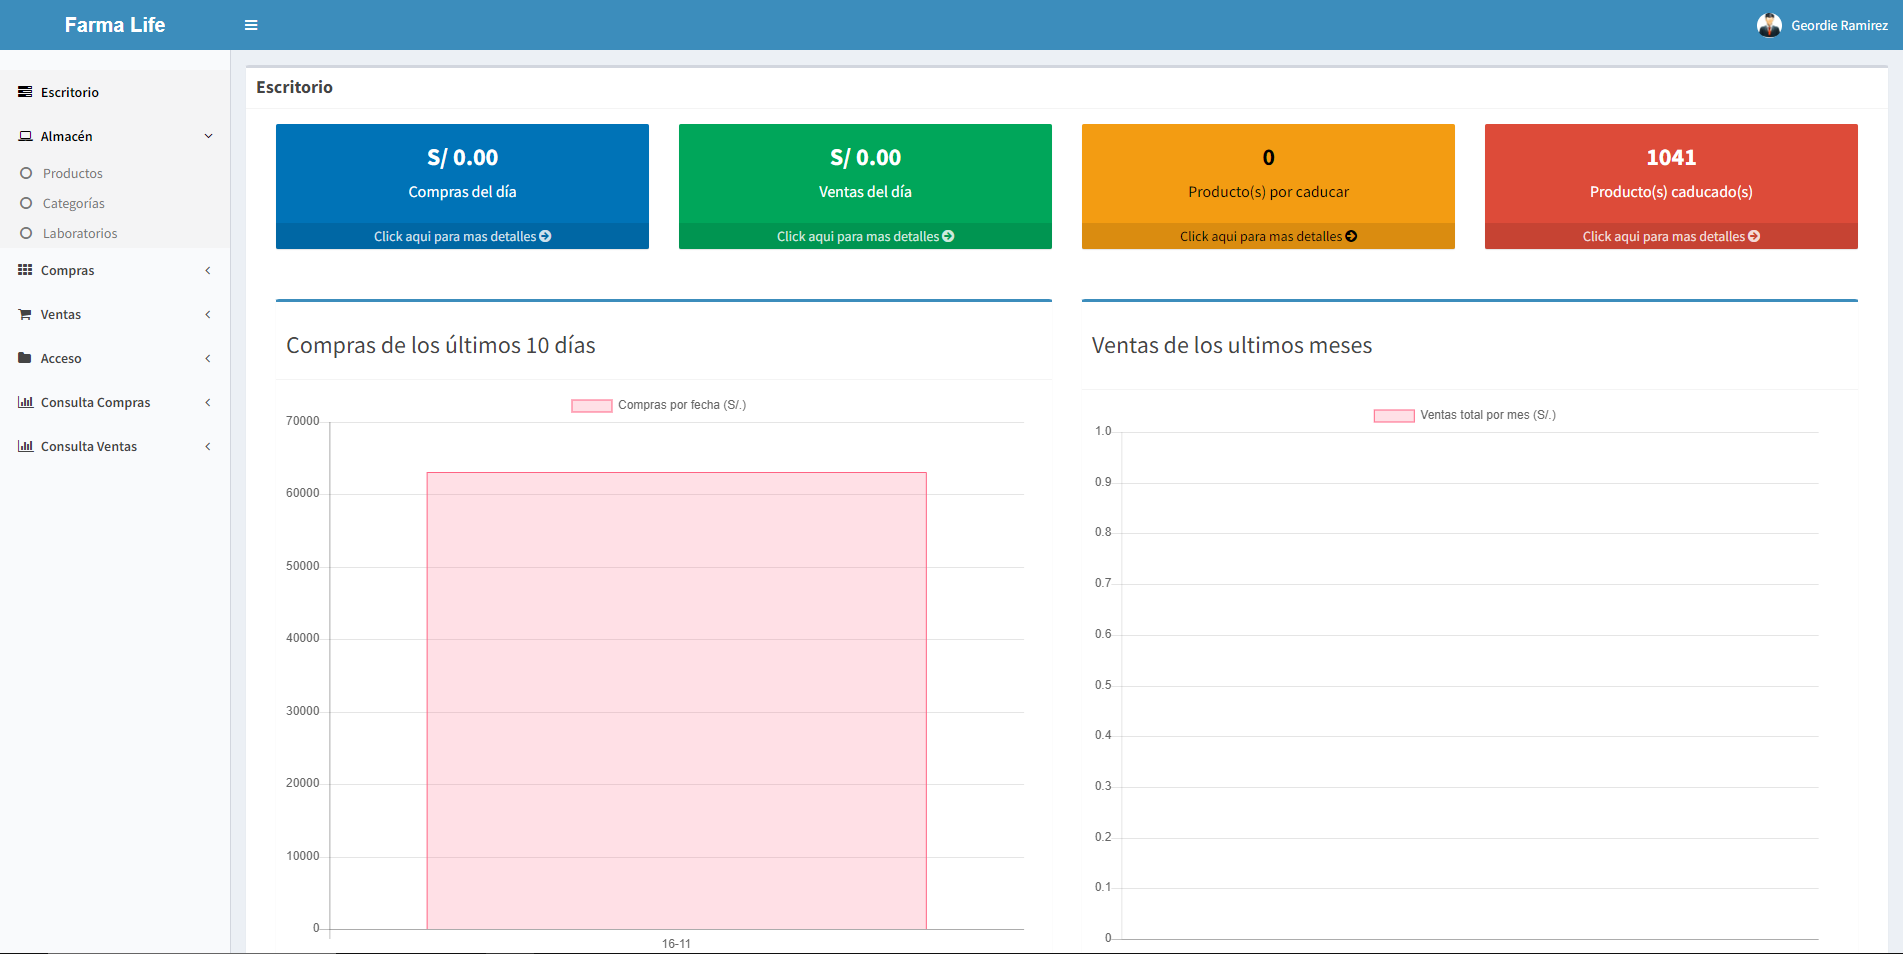 Farma Life
Geordie Ramirez
Escritorio
Almacén
Productos
Categorías
Laboratorios
Compras
Ventas
Acceso
Consulta Compras
Consulta Ventas
Escritorio
S/ 0.00
Compras del día
Click aqui para mas detalles
S/ 0.00
Ventas del día
Click aqui para mas detalles
0
Producto(s) por caducar
Click aqui para mas detalles
1041
Producto(s) caducado(s)
Click aqui para mas detalles
Compras de los últimos 10 días
Compras por fecha (S/.)
70000
60000
50000
40000
30000
20000
10000
0
16-11
Ventas de los ultimos meses
Ventas total por mes (S/.)
1.0
0.9
0.8
0.7
0.6
0.5
0.4
0.3
0.2
0.1
0